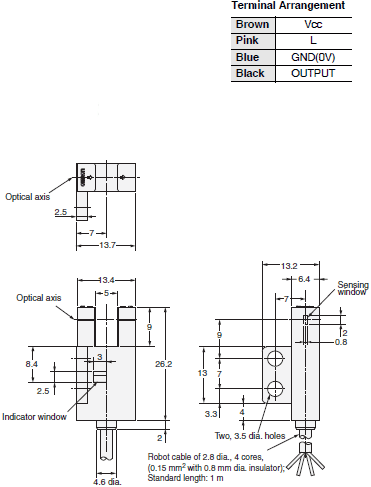 Terminal Arrangement
Brown Vcc
Pink L
Blue GND(0V)
Black OUTPUT
Optical axis
2.5
7
13.7
13.4
5
Optical axis
9
8.4
3
26.2
2.5
Indicator window
2
4.6 dia.
13.2
6.4
7
Sensing
window
9
2
0.8
13
7
3.3
4
Two, 3.5 dia. holes
Robot cable of 2.8 dia., 4 cores,
(0.15 mm² with 0.8 mm dia. insulator);
Standard length: 1 m